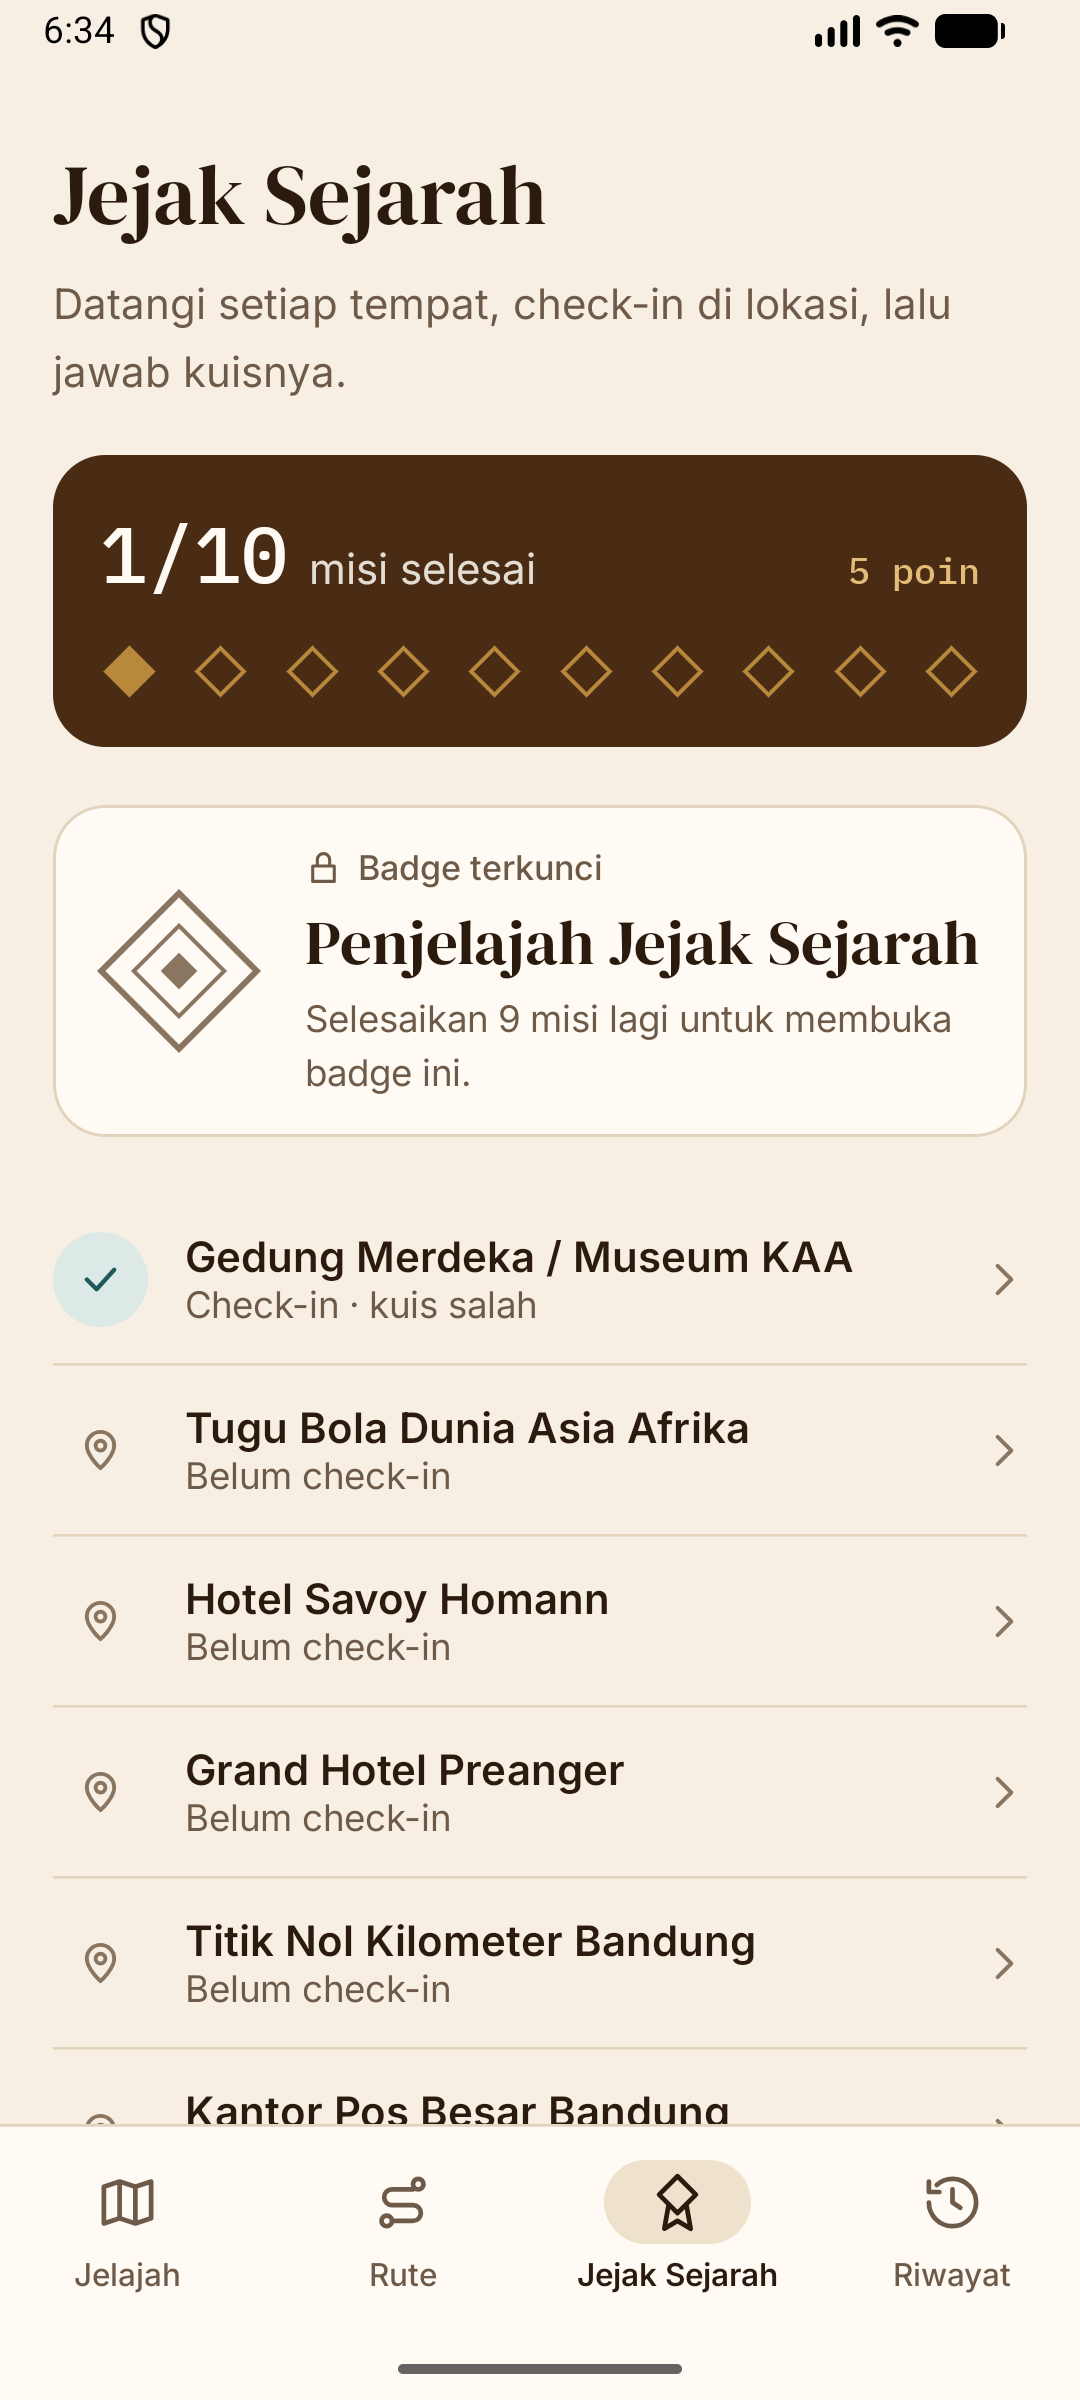 6:34
Jejak Sejarah
Datangi setiap tempat, check-in di lokasi, lalu
jawab kuisnya.
1/10 misi selesai
5 poin
Badge terkunci
Penjelajah Jejak Sejarah
Selesaikan 9 misi lagi untuk membuka
badge ini.
Gedung Merdeka / Museum KAA
Check-in · kuis salah
Tugu Bola Dunia Asia Afrika
Belum check-in
Hotel Savoy Homann
Belum check-in
Grand Hotel Preanger
Belum check-in
Titik Nol Kilometer Bandung
Belum check-in
Kantor Pos Besar Bandung
Jelajah
Rute
Jejak Sejarah
Riwayat